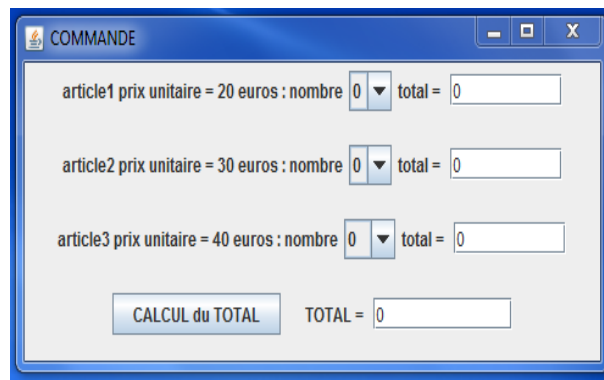 COMMANDE
article1 prix unitaire = 20 euros : nombre 0 total = 0
article2 prix unitaire = 30 euros : nombre 0 total = 0
article3 prix unitaire = 40 euros : nombre 0 total = 0
CALCUL du TOTAL TOTAL = 0